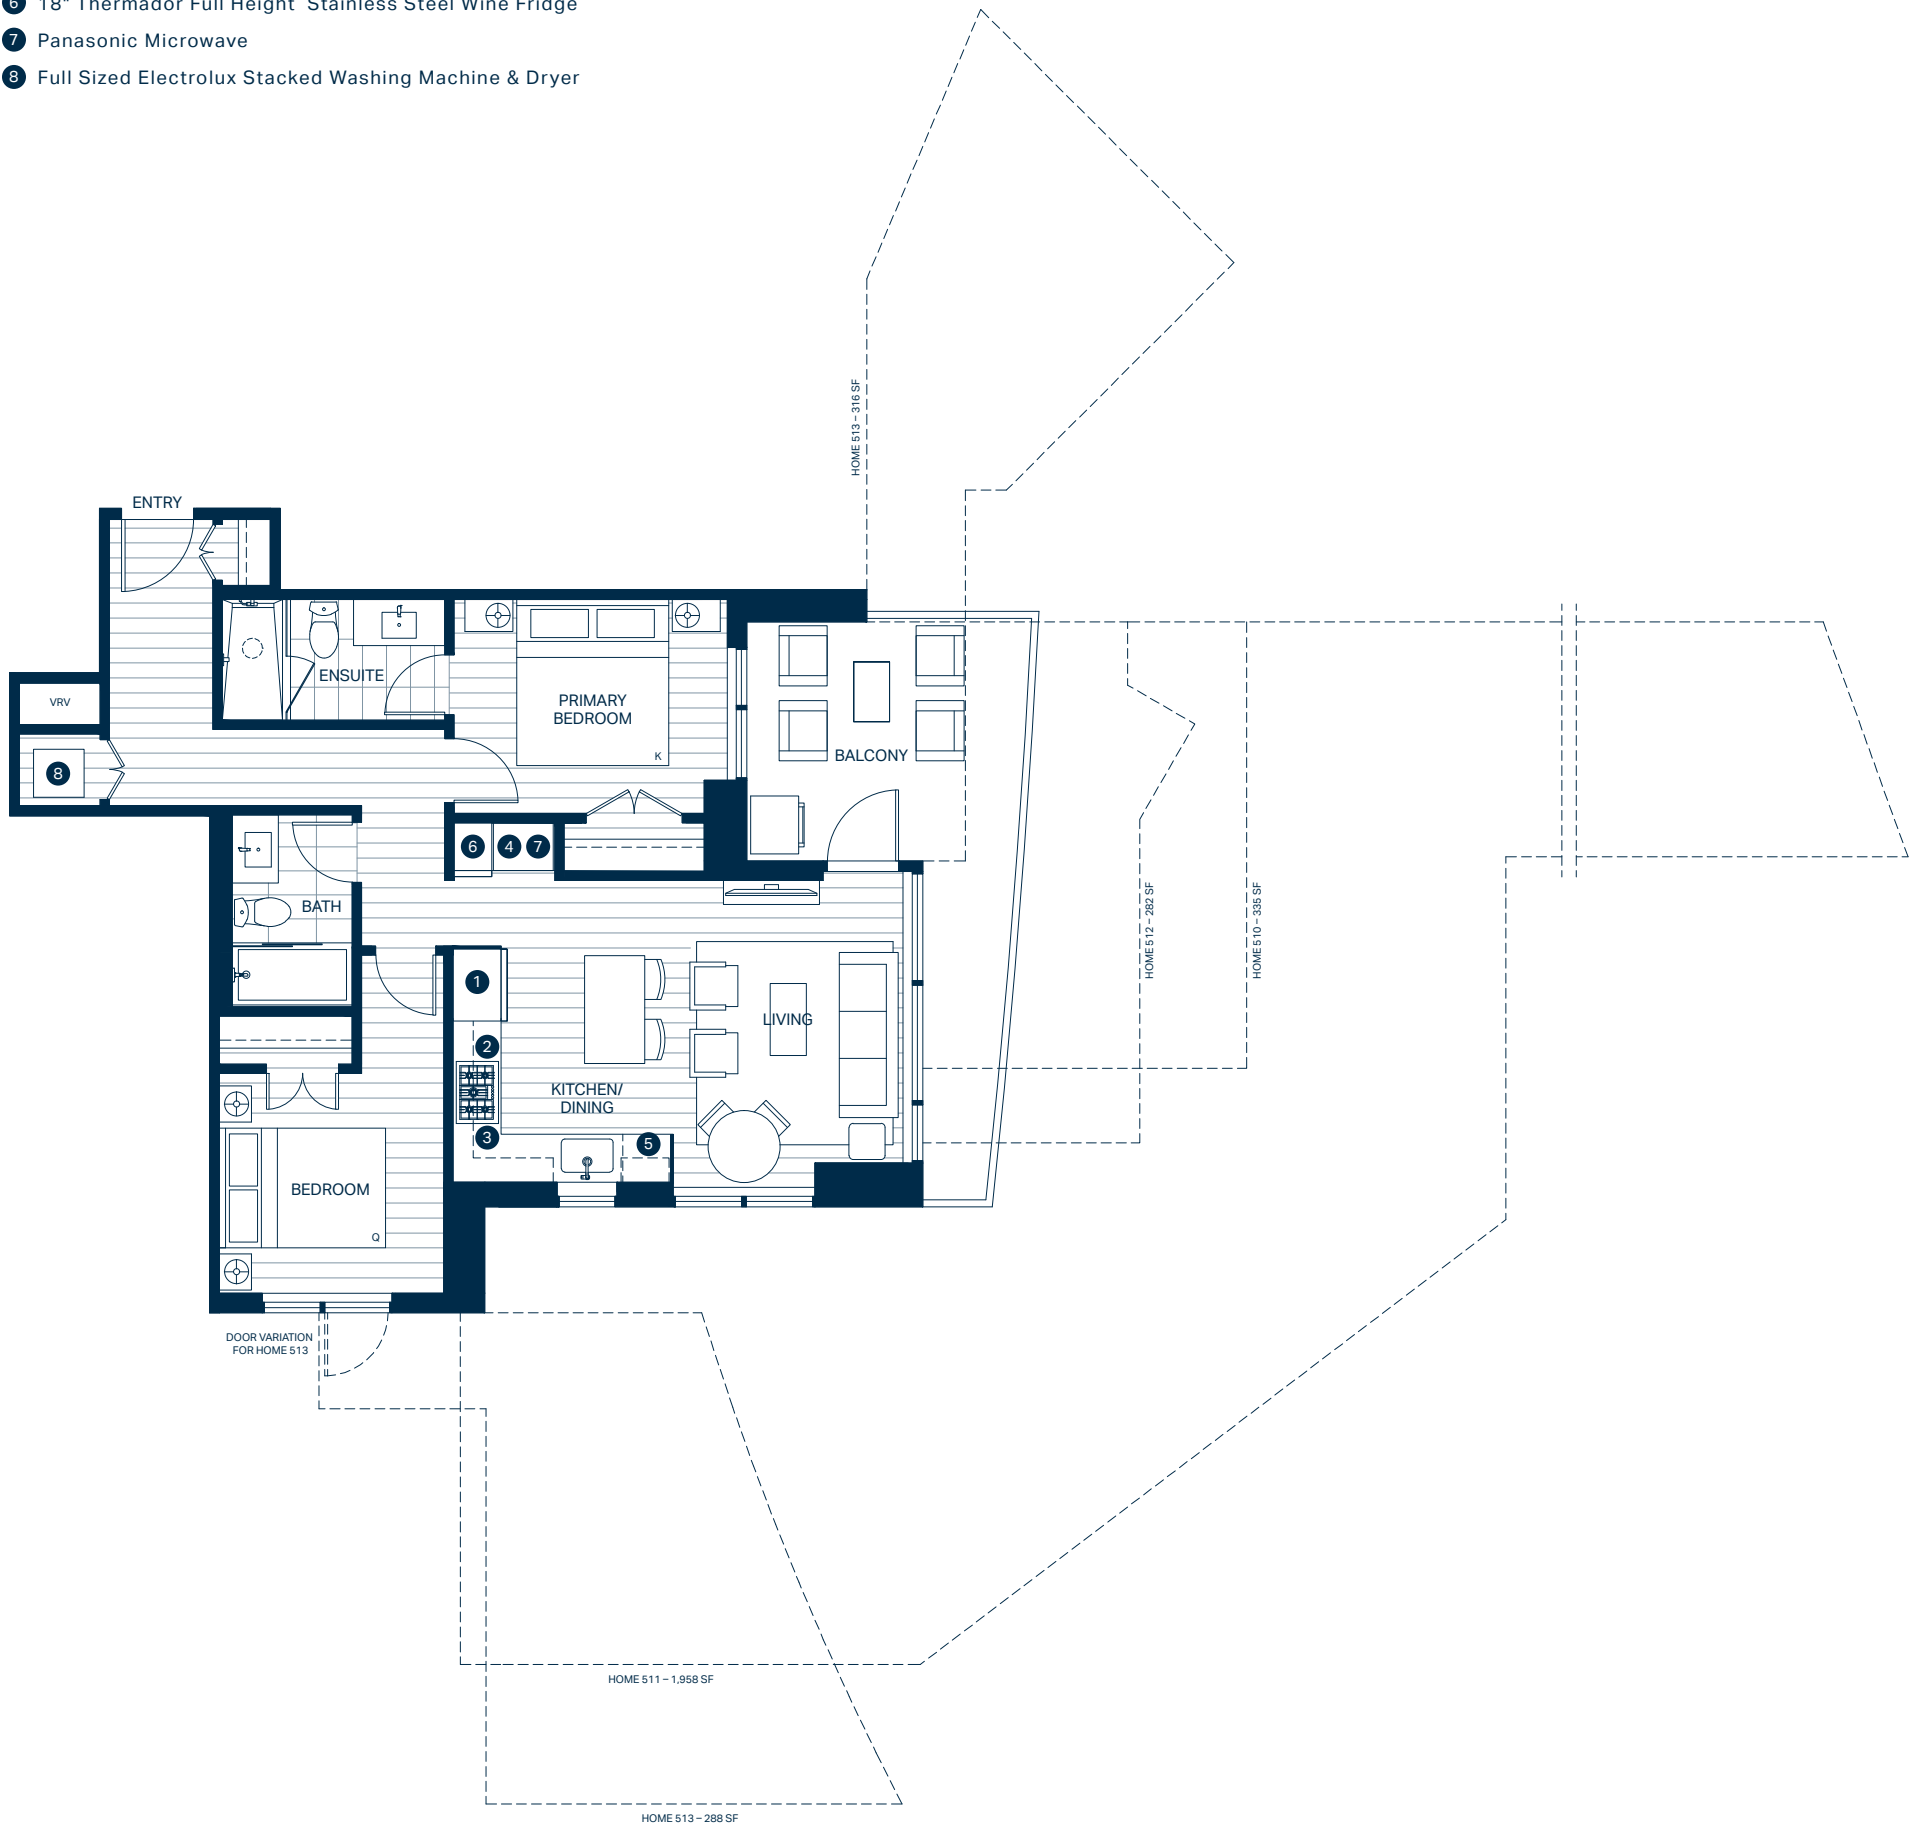 6 18" Thermador Full Height Stainless Steel Wine Fridge
7 Panasonic Microwave
8 Full Sized Electrolux Stacked Washing Machine & Dryer
HOME 513 – 316 SF
ENTRY
ENSUITE
VRV
PRIMARY
BEDROOM
K
BALCONY
8
6 4 7
BATH
HOME 512 – 282 SF
HOME 510 – 335 SF
1
LIVING
2
KITCHEN/
DINING
3
5
BEDROOM
Q
DOOR VARIATION
FOR HOME 513
HOME 511 – 1,958 SF
HOME 513 – 288 SF